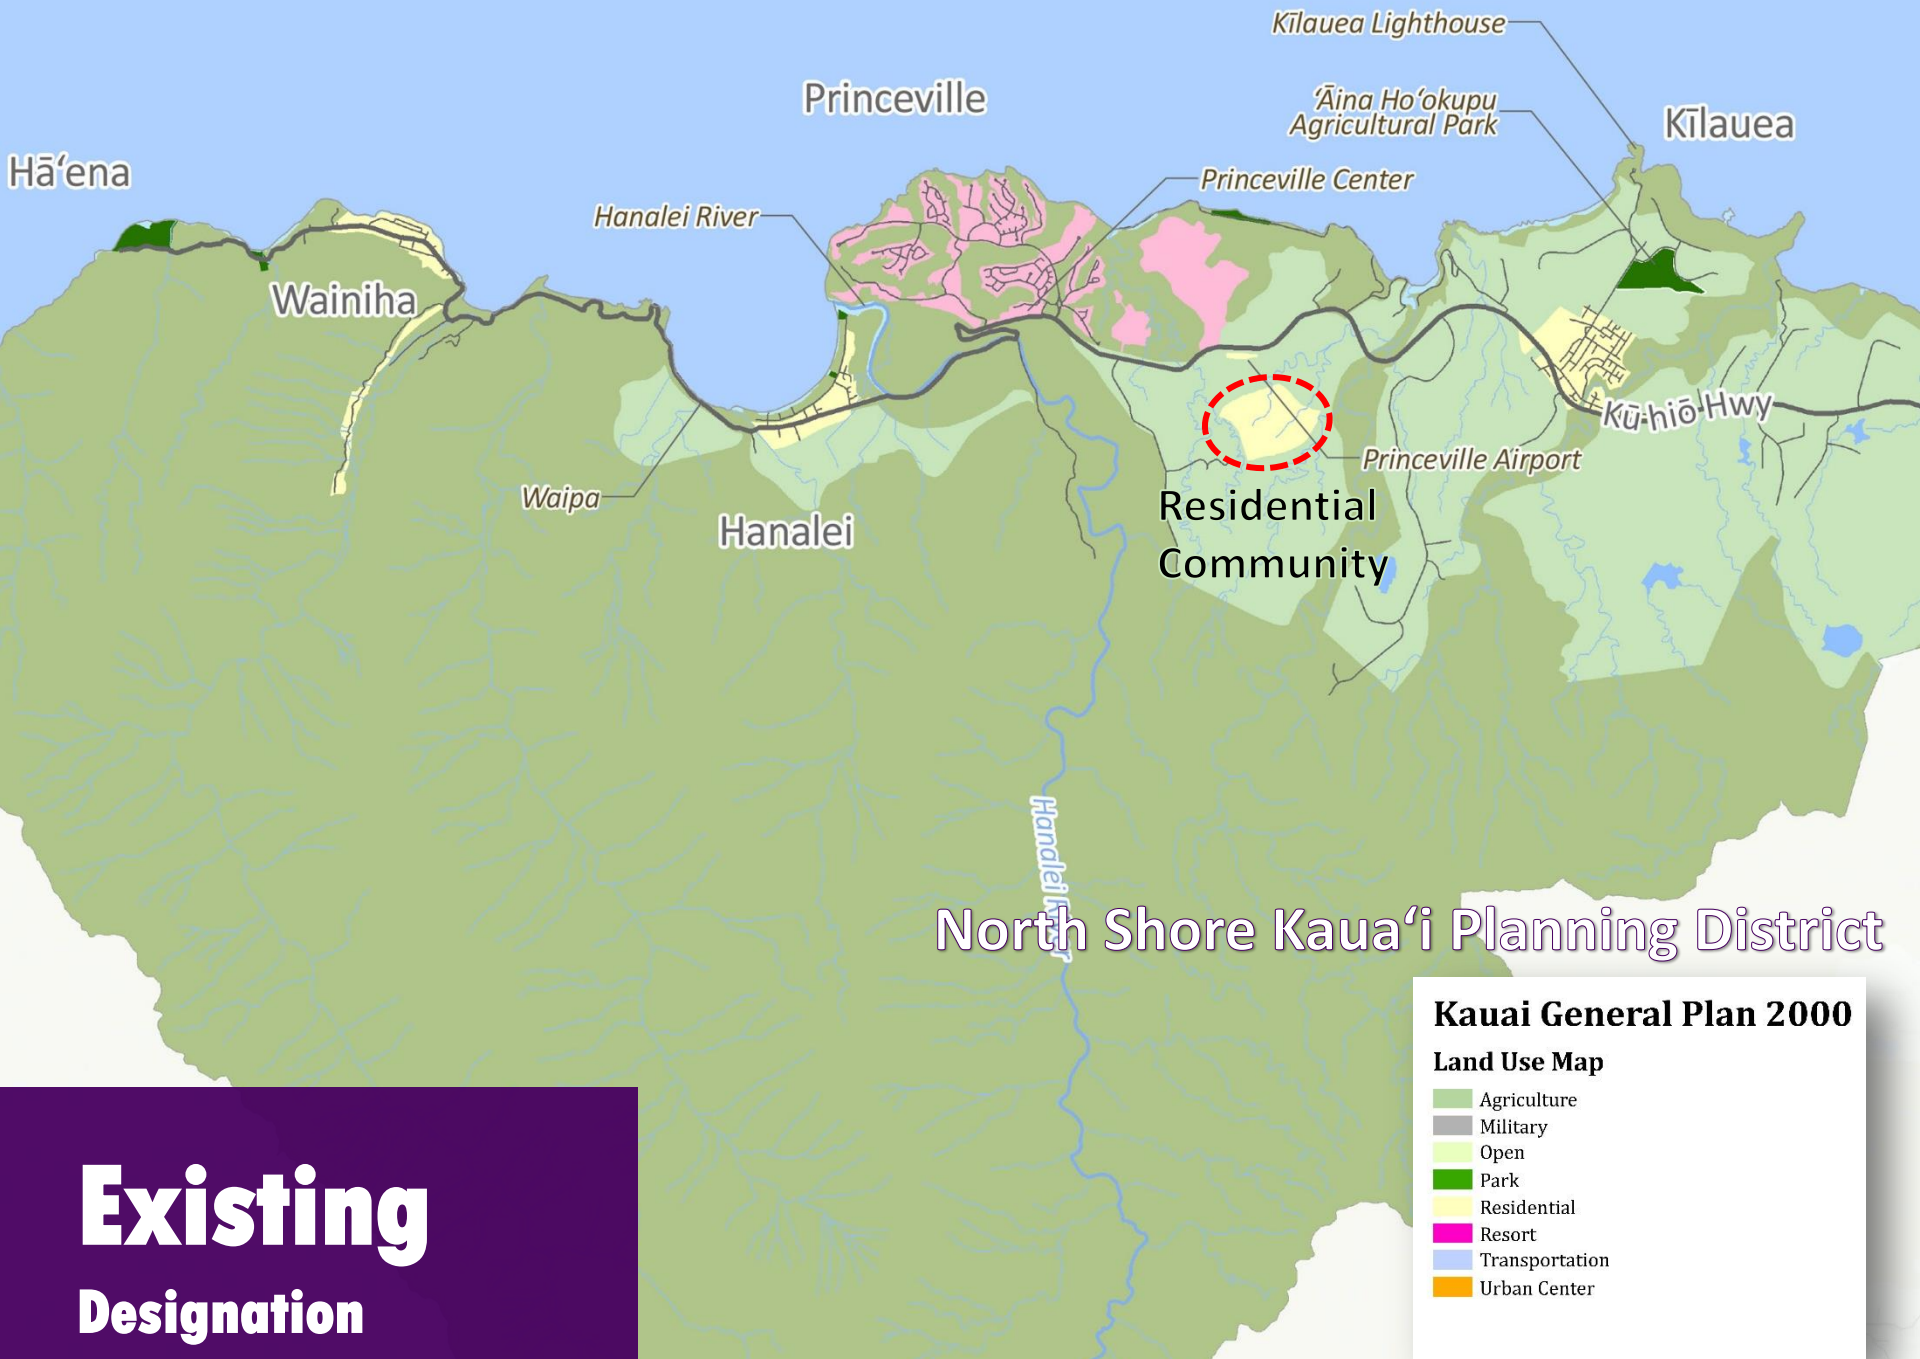 Kīlauea Lighthouse
Princeville
ʻĀina Hoʻokupu
Agricultural Park
Kīlauea
Hāʻena
Princeville Center
Hanalei River
Wainiha
Kū-hiō Hwy
Princeville Airport
Waipa
Residential
Community
Hanalei
Hanalei River
North Shore Kauaʻi Planning District
Kauai General Plan 2000
Land Use Map
Agriculture
Military
Open
Park
Residential
Resort
Transportation
Urban Center
Existing
Designation